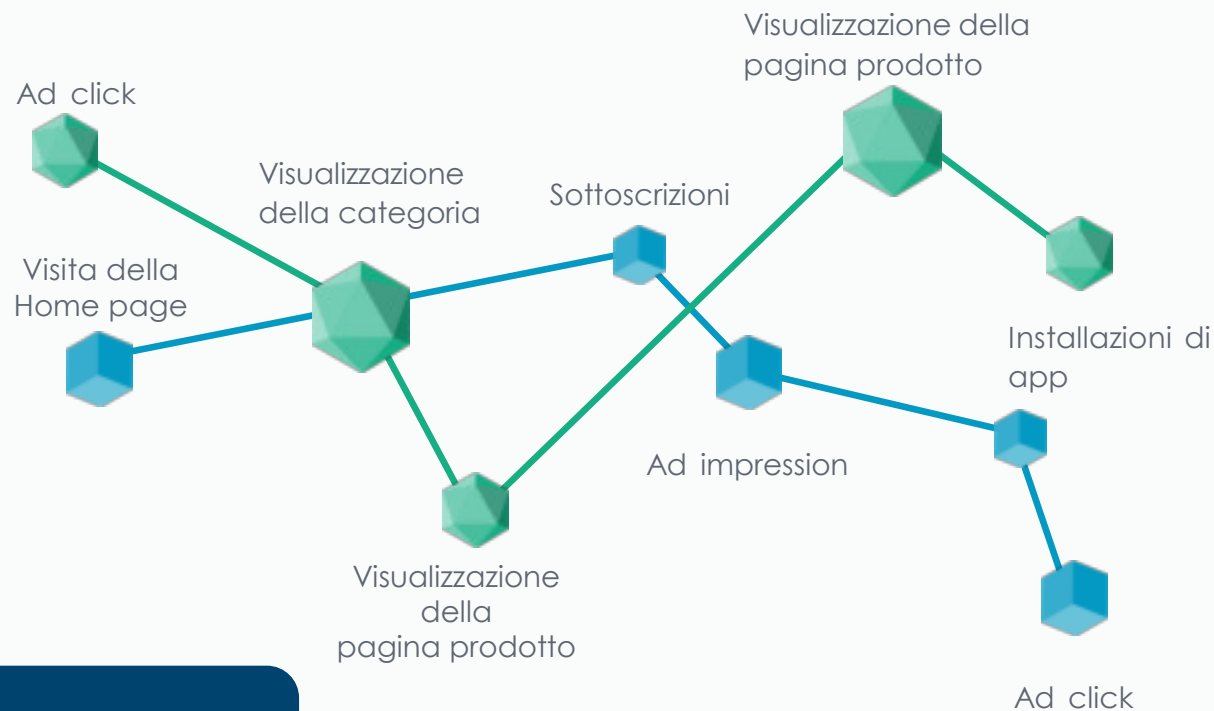 Visualizzazione della
pagina prodotto
Ad click
Visualizzazione
della categoria
Sottoscrizioni
Visita della
Home page
Installazioni di
app
Ad impression
Visualizzazione
della
pagina prodotto
Ad click